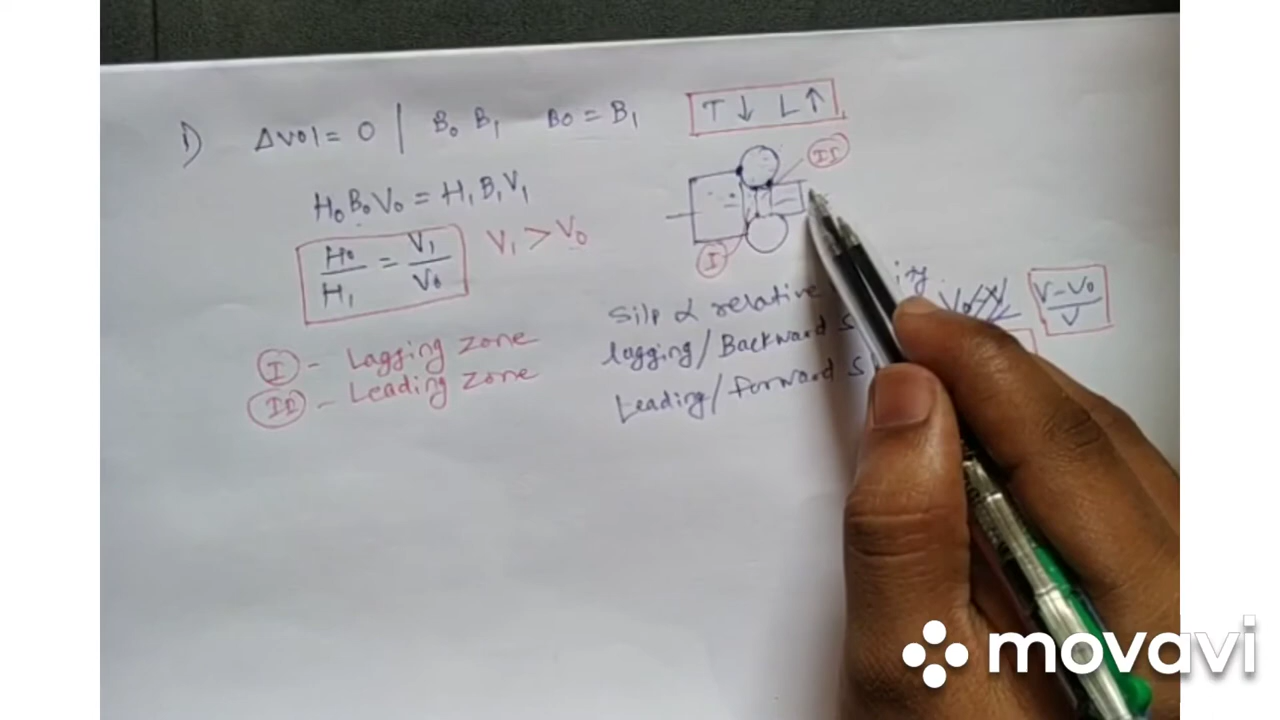 1) ΔVol = 0 | B₀ B₁ B₀ = B₁
T↓ L↑
H₀B₀V₀ = H₁B₁V₁
H₀/H₁ = V₁/V₀ V₁ > V₀
II
I
I - Lagging zone
II - Leading zone
Silp ∝ relative
lagging/Backward S
Leading/forward S
V-V₀/V
movavi